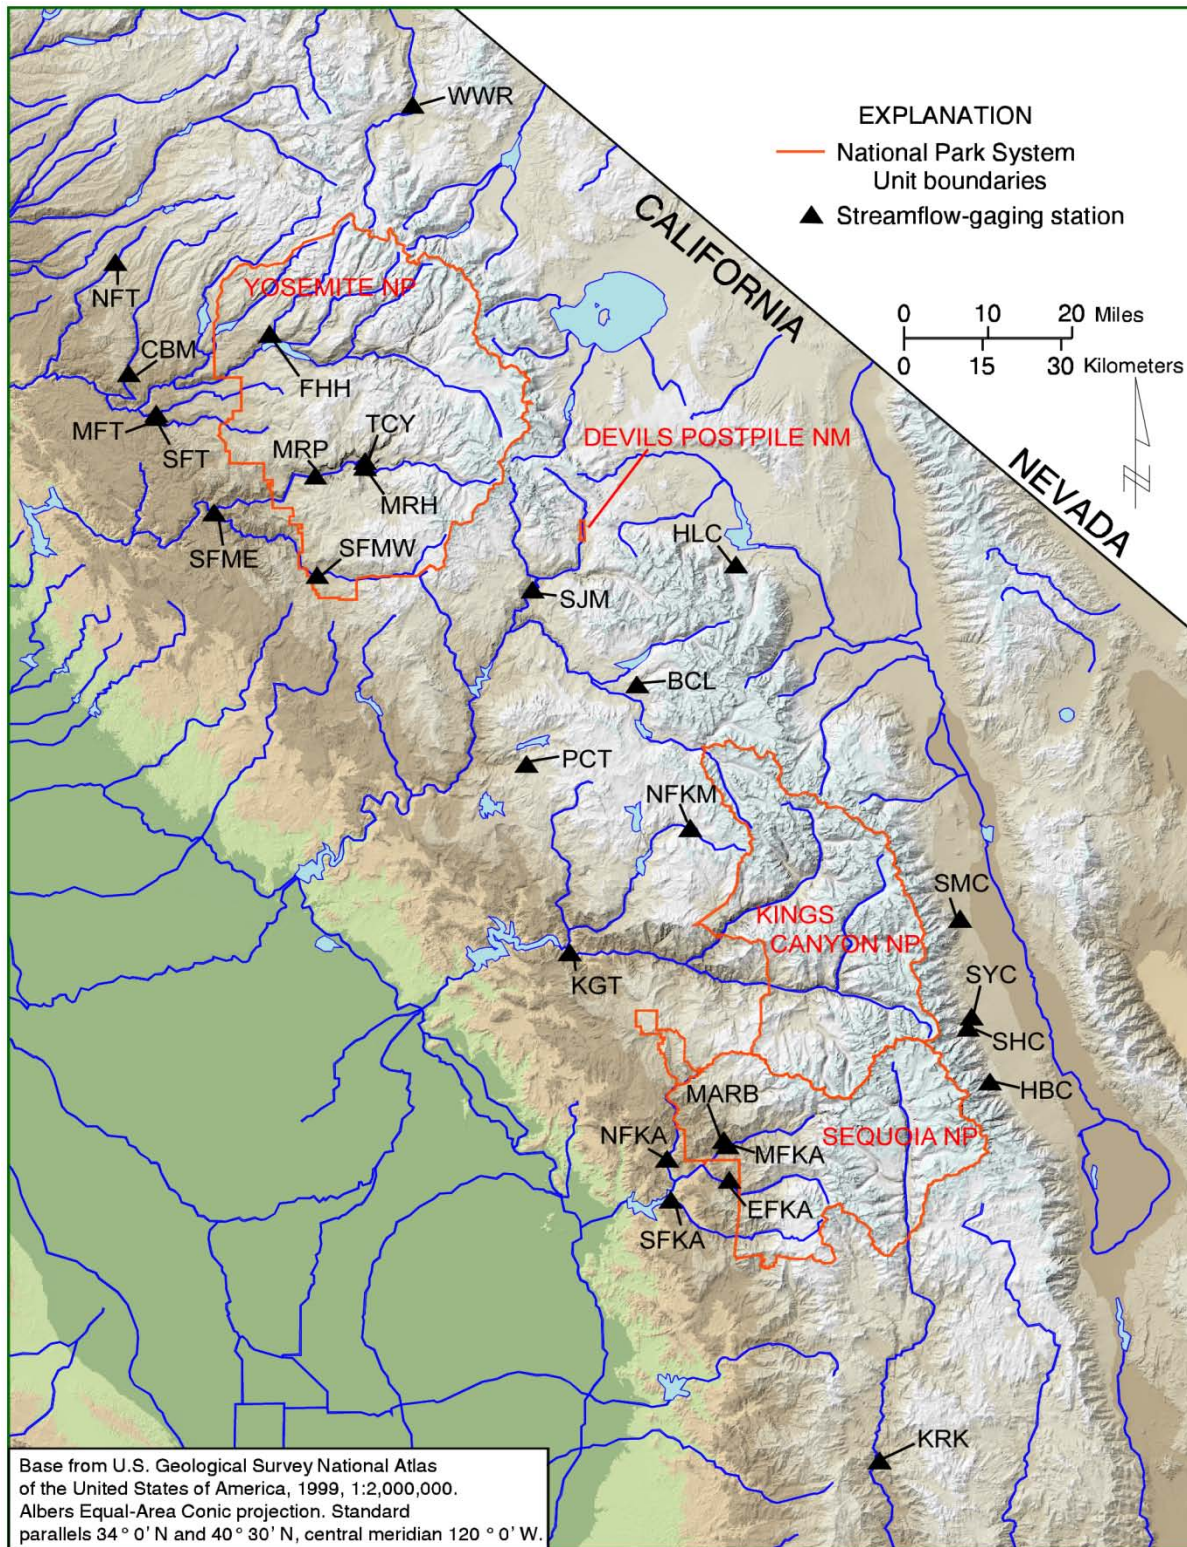 WWR
EXPLANATION
National Park System
Unit boundaries
Streamflow-gaging station
CALIFORNIA
NEVADA
0 10 20 Miles
0 15 30 Kilometers
N
NFT
YOSEMITE NP
CBM
FHH
MFT
SFT
TCY
MRP
MRH
DEVILS POSTPILE NM
SFME
SFMW
HLC
SJM
BCL
PCT
NFKM
SMC
KINGS
CANYON NP
KGT
SYC
SHC
HBC
MARB
NFKA
MFKA
SEQUOIA NP
EFKA
SFKA
KRK
Base from U.S. Geological Survey National Atlas
of the United States of America, 1999, 1:2,000,000.
Albers Equal-Area Conic projection. Standard
parallels 34° 0' N and 40° 30' N, central meridian 120° 0' W.